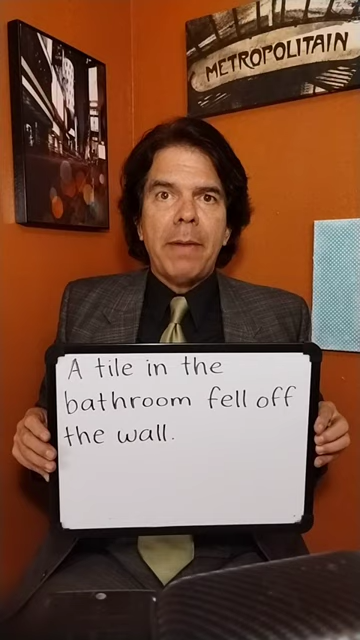 METROPOLITAIN
A tile in the
bathroom fell off
the wall.